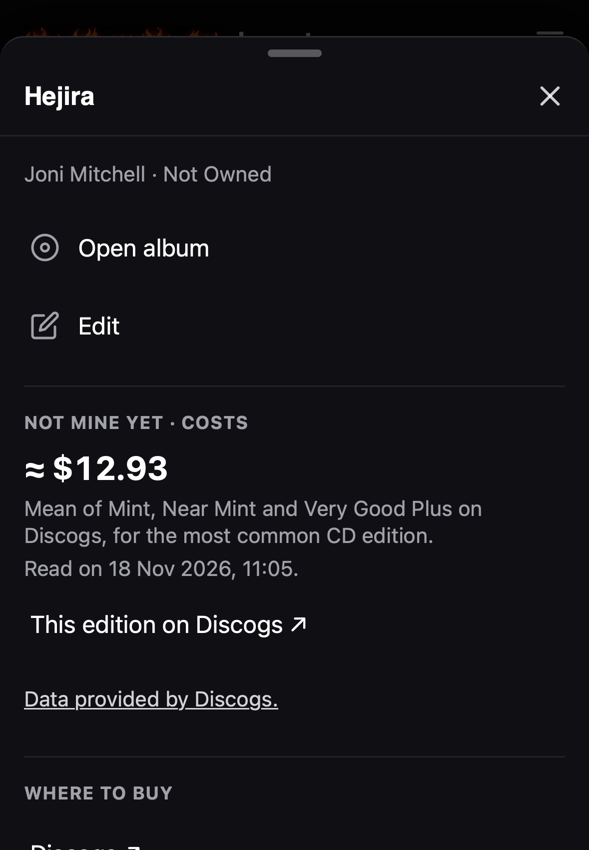 Hejira
Joni Mitchell · Not Owned
Open album
Edit
NOT MINE YET · COSTS
≈ $12.93
Mean of Mint, Near Mint and Very Good Plus on
Discogs, for the most common CD edition.
Read on 18 Nov 2026, 11:05.
This edition on Discogs ↗
Data provided by Discogs.
WHERE TO BUY
Discogs ↗